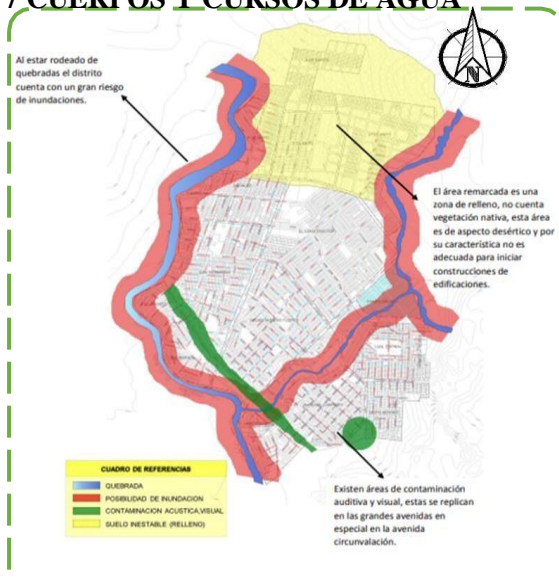 7 CUERPOS Y CURSOS DE AGUA
N
Al estar rodeado de
quebradas el distrito
cuenta con un gran riesgo
de inundaciones.
El área remarcada es una
zona de relleno, no cuenta
vegetación nativa, esta área
es de aspecto desértico y por
su característica no es
adecuada para iniciar
construcciones de
edificaciones.
CUADRO DE REFERENCIAS
QUEBRADA
POSIBILIDAD DE INUNDACION
CONTAMINACION ACUSTICA,VISUAL
SUELO INESTABLE (RELLENO)
Existen áreas de contaminación
auditiva y visual, estas se replican
en las grandes avenidas en
especial en la avenida
circunvalación.